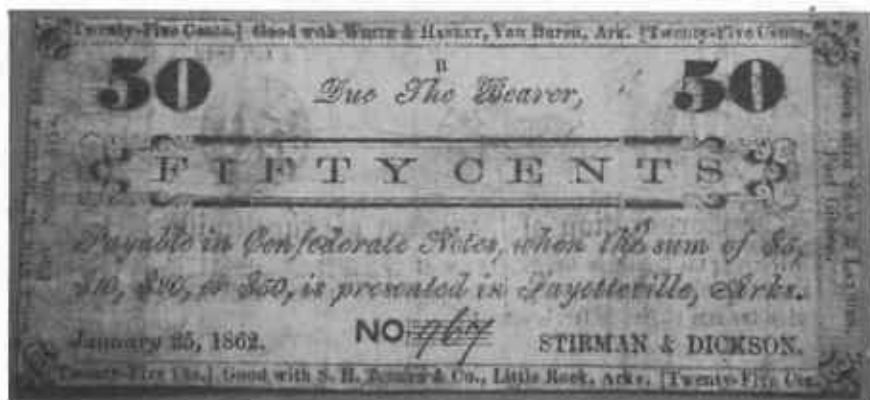 [Twenty-Five Cents.] Good with WHITE & HANLEY, Van Buren, Ark. [Twenty-Five Cents.
50 B 50
Due The Bearer,
FIFTY CENTS
Payable in Confederate Notes, when the sum of $5,
$10, $20, or $50, is presented in Fayetteville, Arks.
January 25, 1862. NO 967 STIRMAN & DICKSON.
Twenty-Five Cts.] Good with S. H. & Co., Little Rock, Arks. [Twenty-Five Cts.